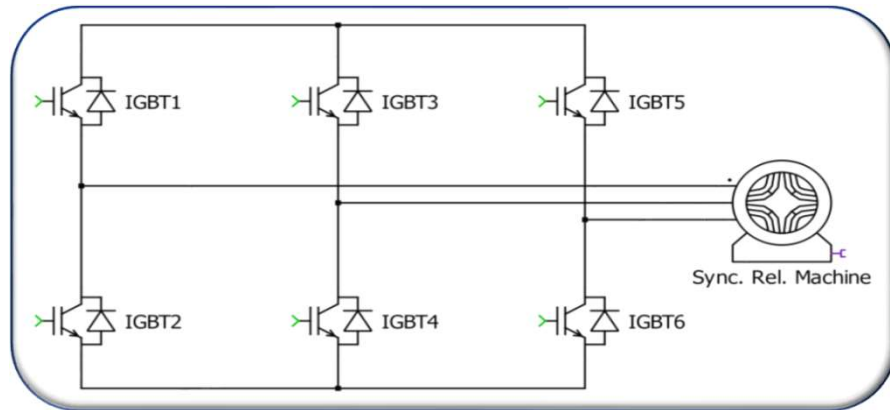 IGBT1
IGBT3
IGBT5
Sync. Rel. Machine
IGBT2
IGBT4
IGBT6